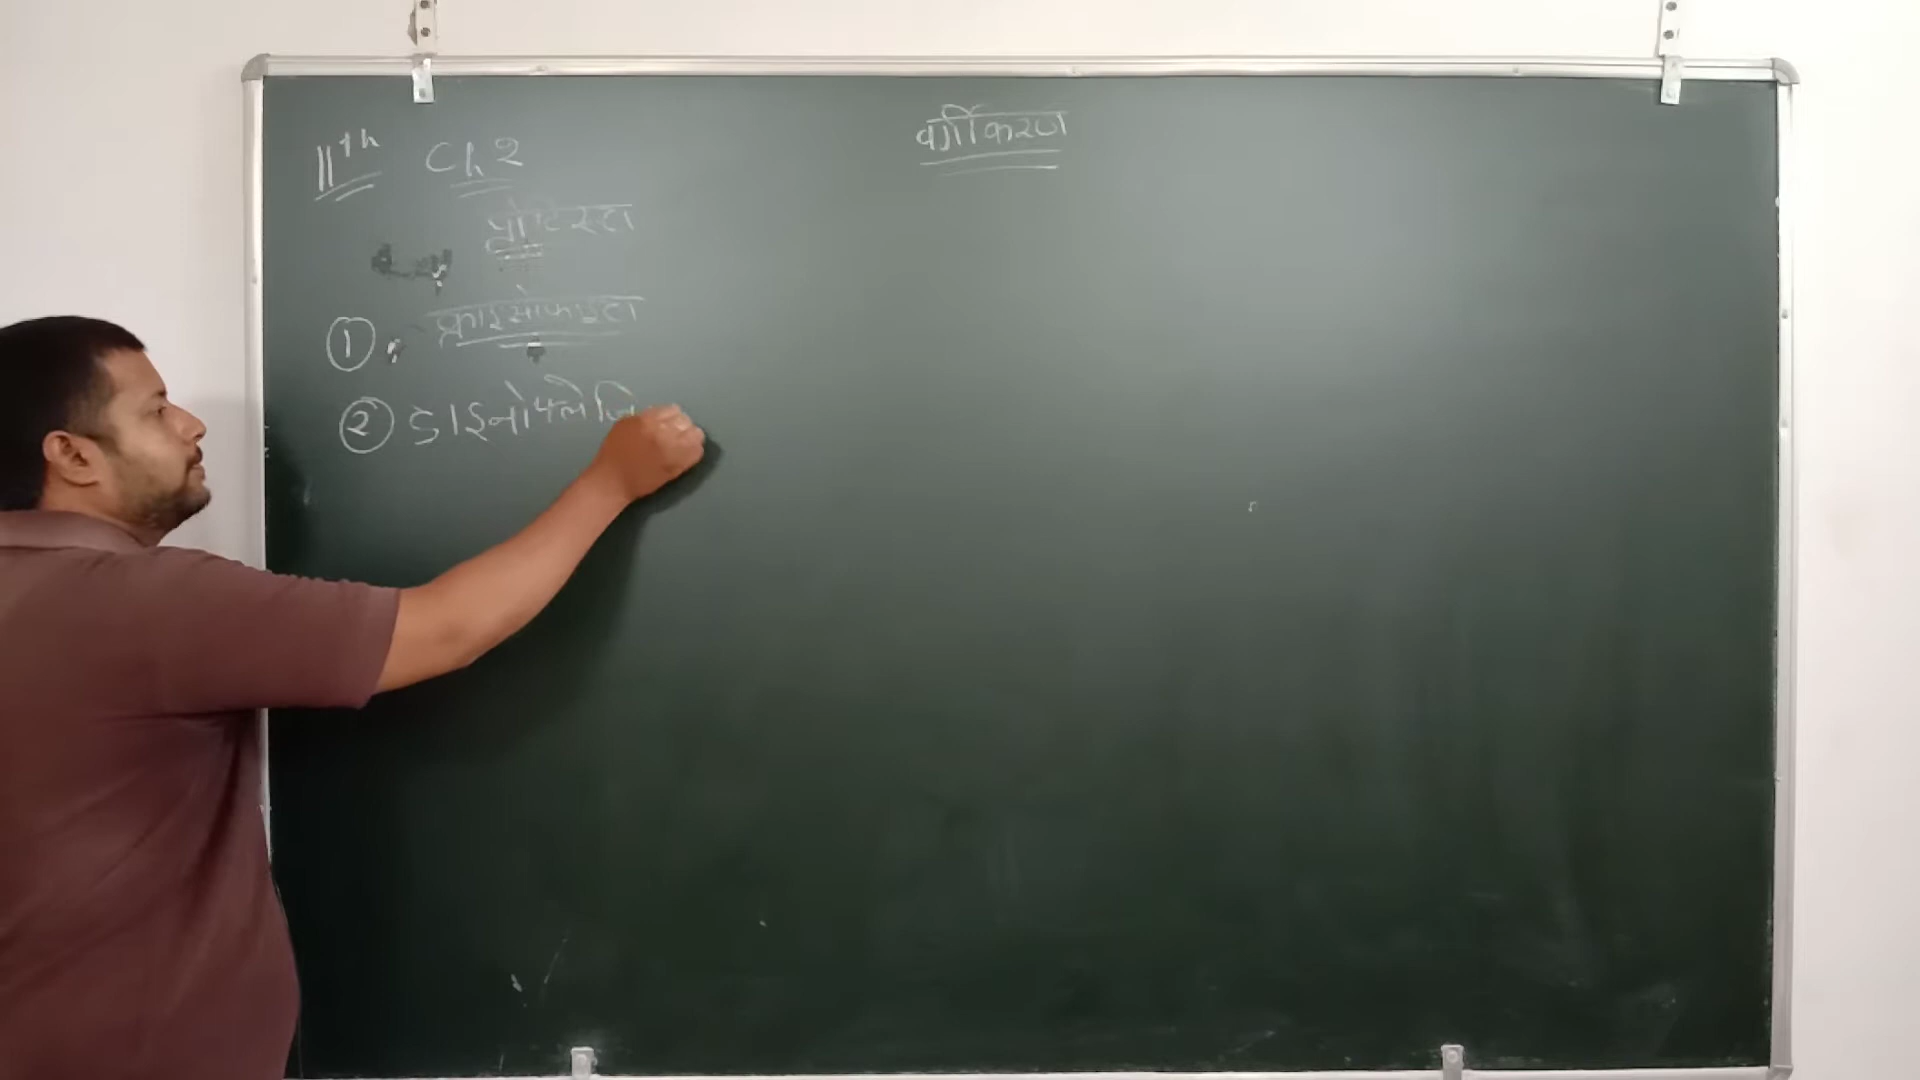 वर्गीकरण
11th Ch 2
प्रोटिस्टा
① क्राइसोफाइटा
② डाइनोफ्लेजि